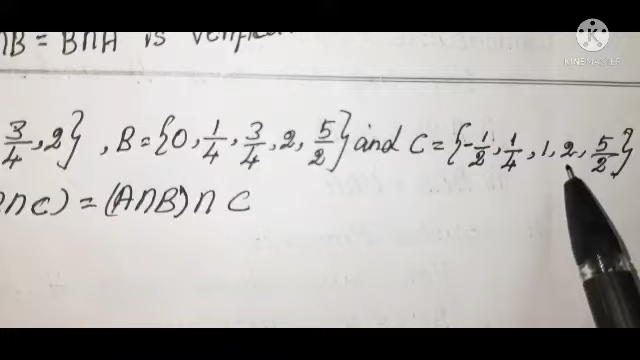 ∩B = B∩A is verified
KINEMASTER
3/4, 2} , B = {0, 1/4, 3/4, 2, 5/2} and C = {-1/2, 1/4, 1, 2, 5/2}
∩C) = (A∩B)∩ C